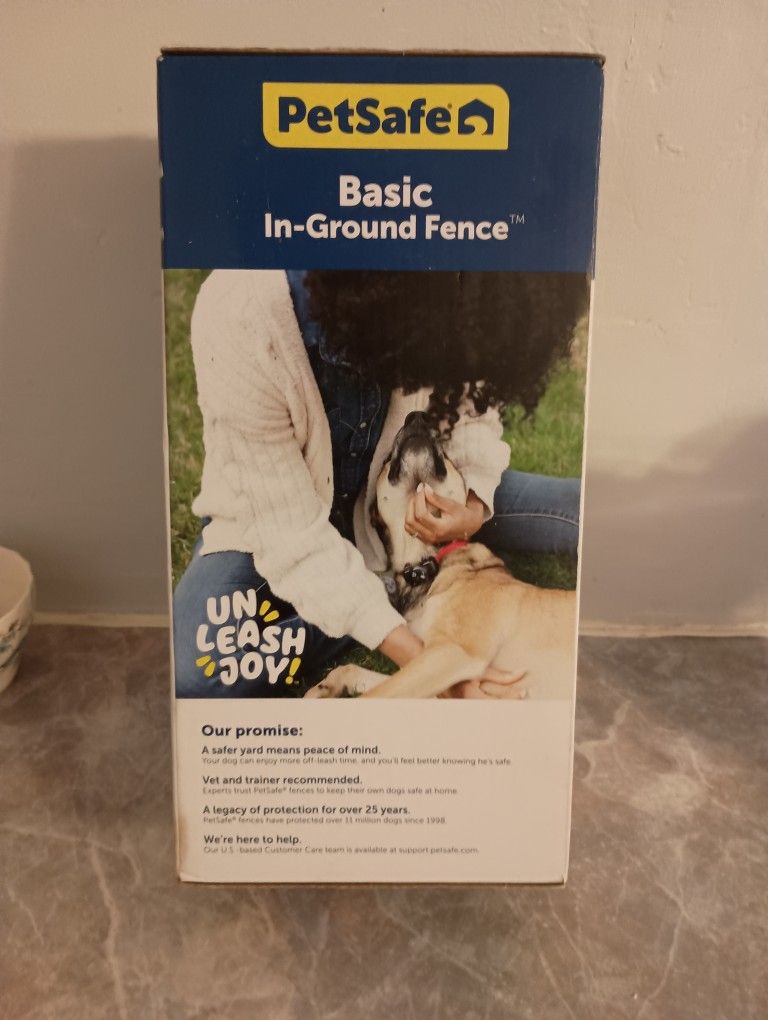 PetSafe®
Basic
In-Ground Fence™
UN
LEASH
JOY!
Our promise:
A safer yard means peace of mind.
Your dog can enjoy more off-leash time, and you'll feel better knowing he's safe.
Vet and trainer recommended.
Experts trust PetSafe® fences to keep their own dogs safe at home.
A legacy of protection for over 25 years.
PetSafe® fences have protected over 11 million dogs since 1998.
We're here to help.
Our U.S.-based Customer Care team is available at support.petsafe.com.